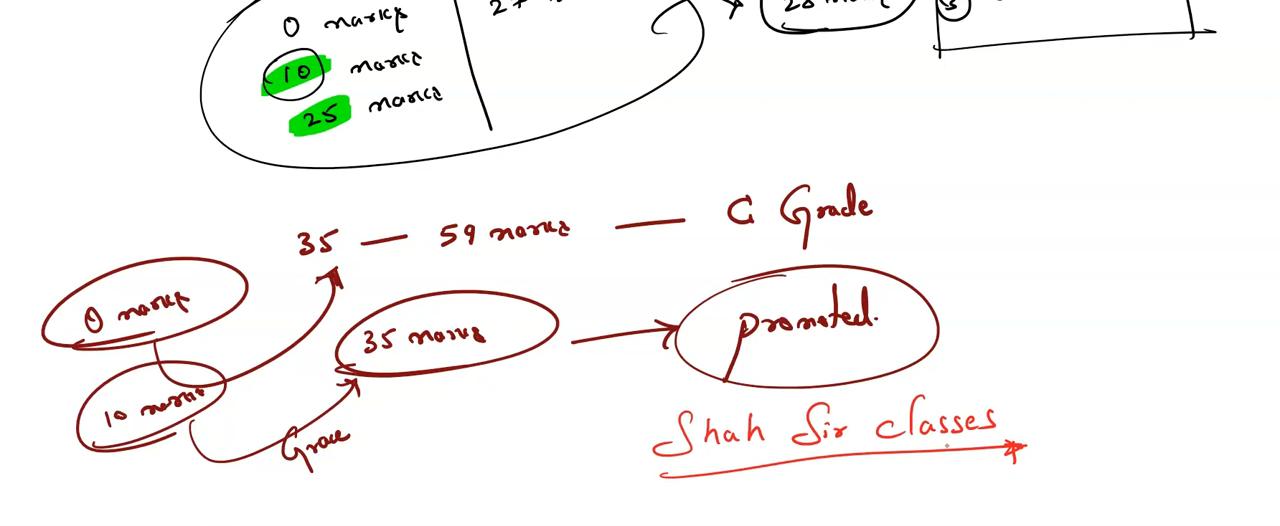 0 marks
10 marks
25 marks
35 — 59 marks — C Grade
0 marks
35 marks
promoted.
10 marks
Grace
Shah Sir classes